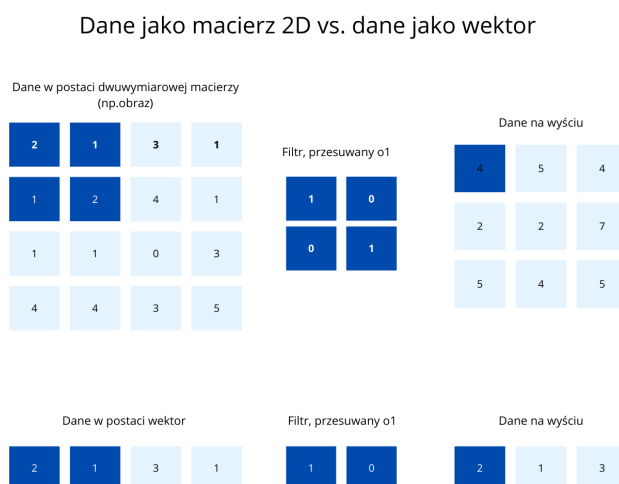 Dane jako macierz 2D vs. dane jako wektor
Dane w postaci dwuwymiarowej macierzy
(np.obraz)
2 1 3 1
1 2 4 1
1 1 0 3
4 4 3 5
Filtr, przesuwany o1
1 0
0 1
Dane na wyściu
4 5 4
2 2 7
5 4 5
Dane w postaci wektor
2 1 3 1
Filtr, przesuwany o1
1 0
Dane na wyściu
2 1 3